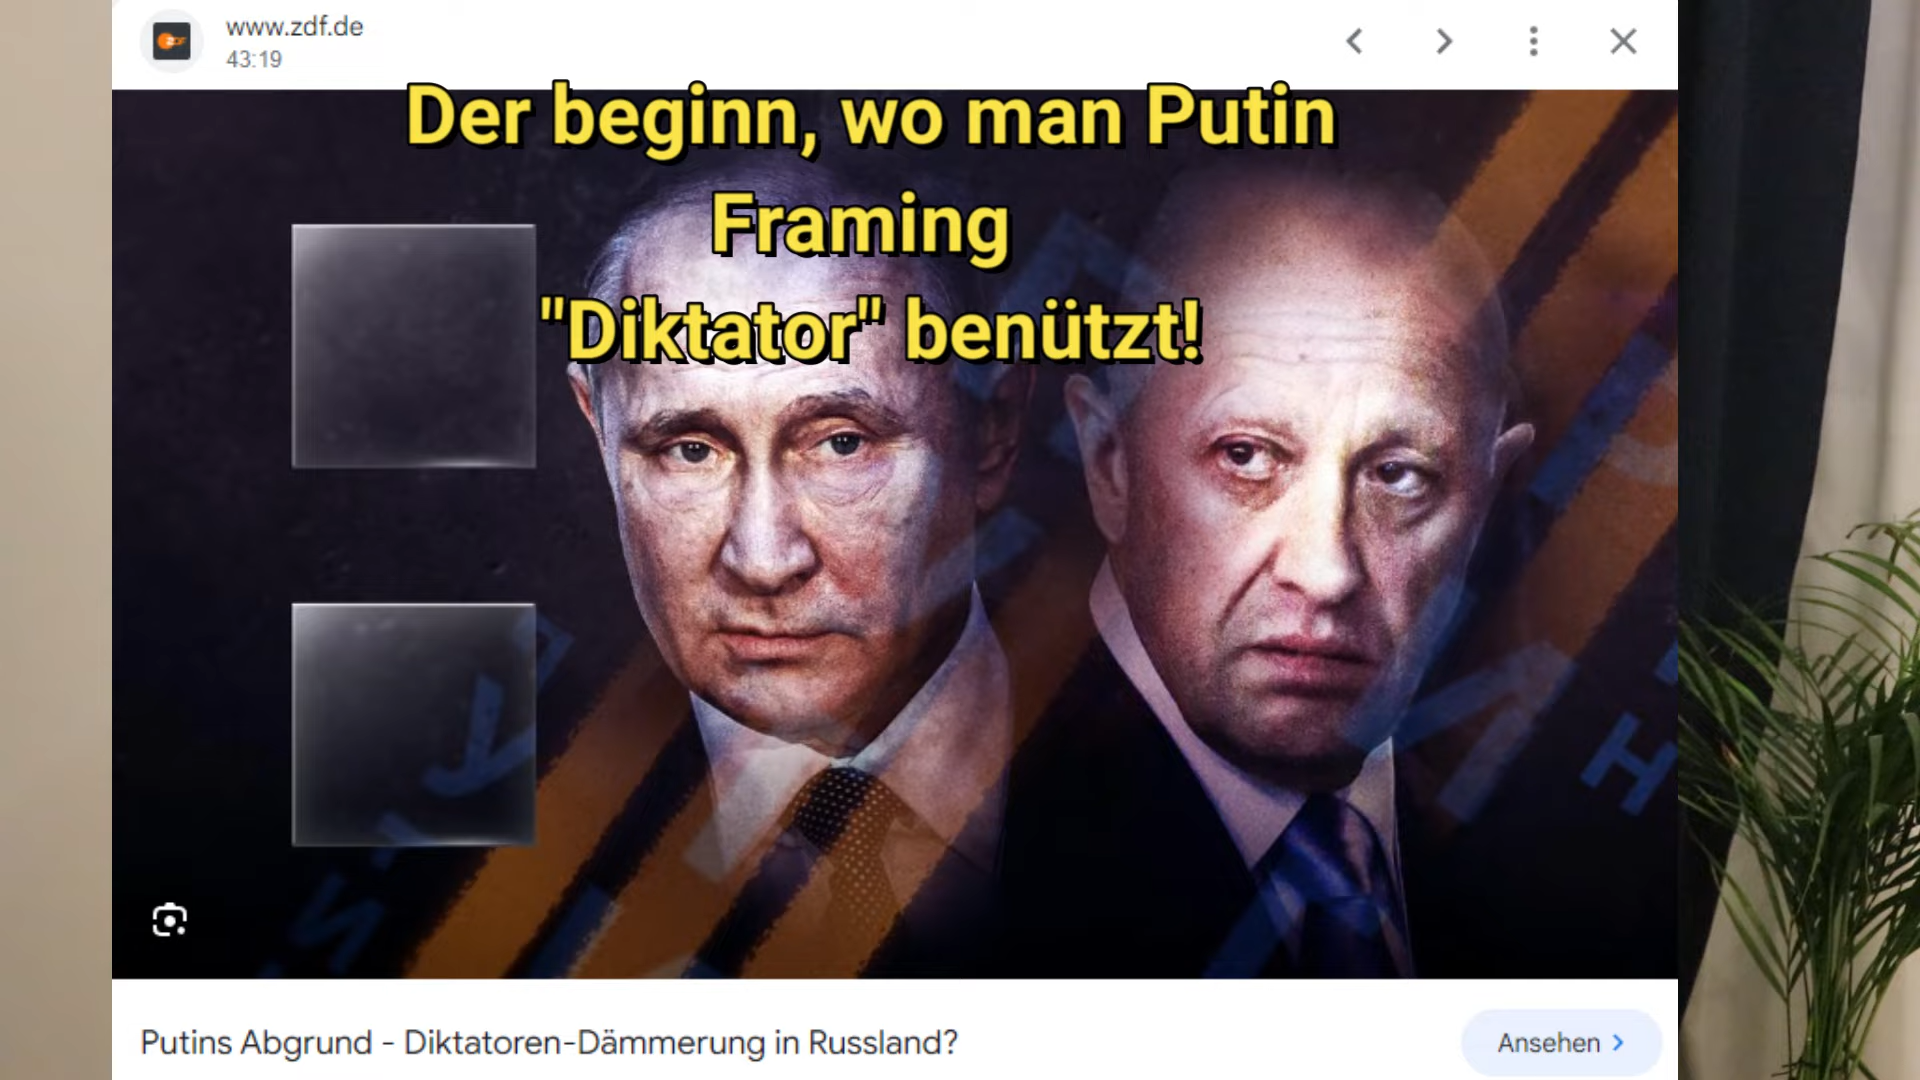 www.zdf.de
43:19
Der beginn, wo man Putin
Framing
"Diktator" benützt!
Putins Abgrund - Diktatoren-Dämmerung in Russland?
Ansehen